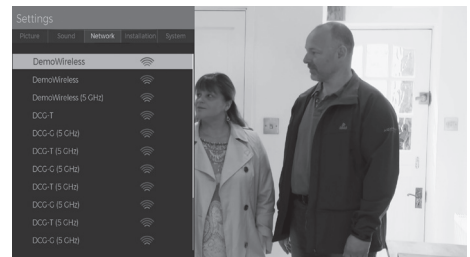 Settings
Picture Sound Network Installation System
DemoWireless
DemoWireless
DemoWireless (5 GHz)
DCG-T
DCG-G (5 GHz)
DCG-T (5 GHz)
DCG-G (5 GHz)
DCG-T (5 GHz)
DCG-G (5 GHz)
DCG-T (5 GHz)
DCG-G (5 GHz)